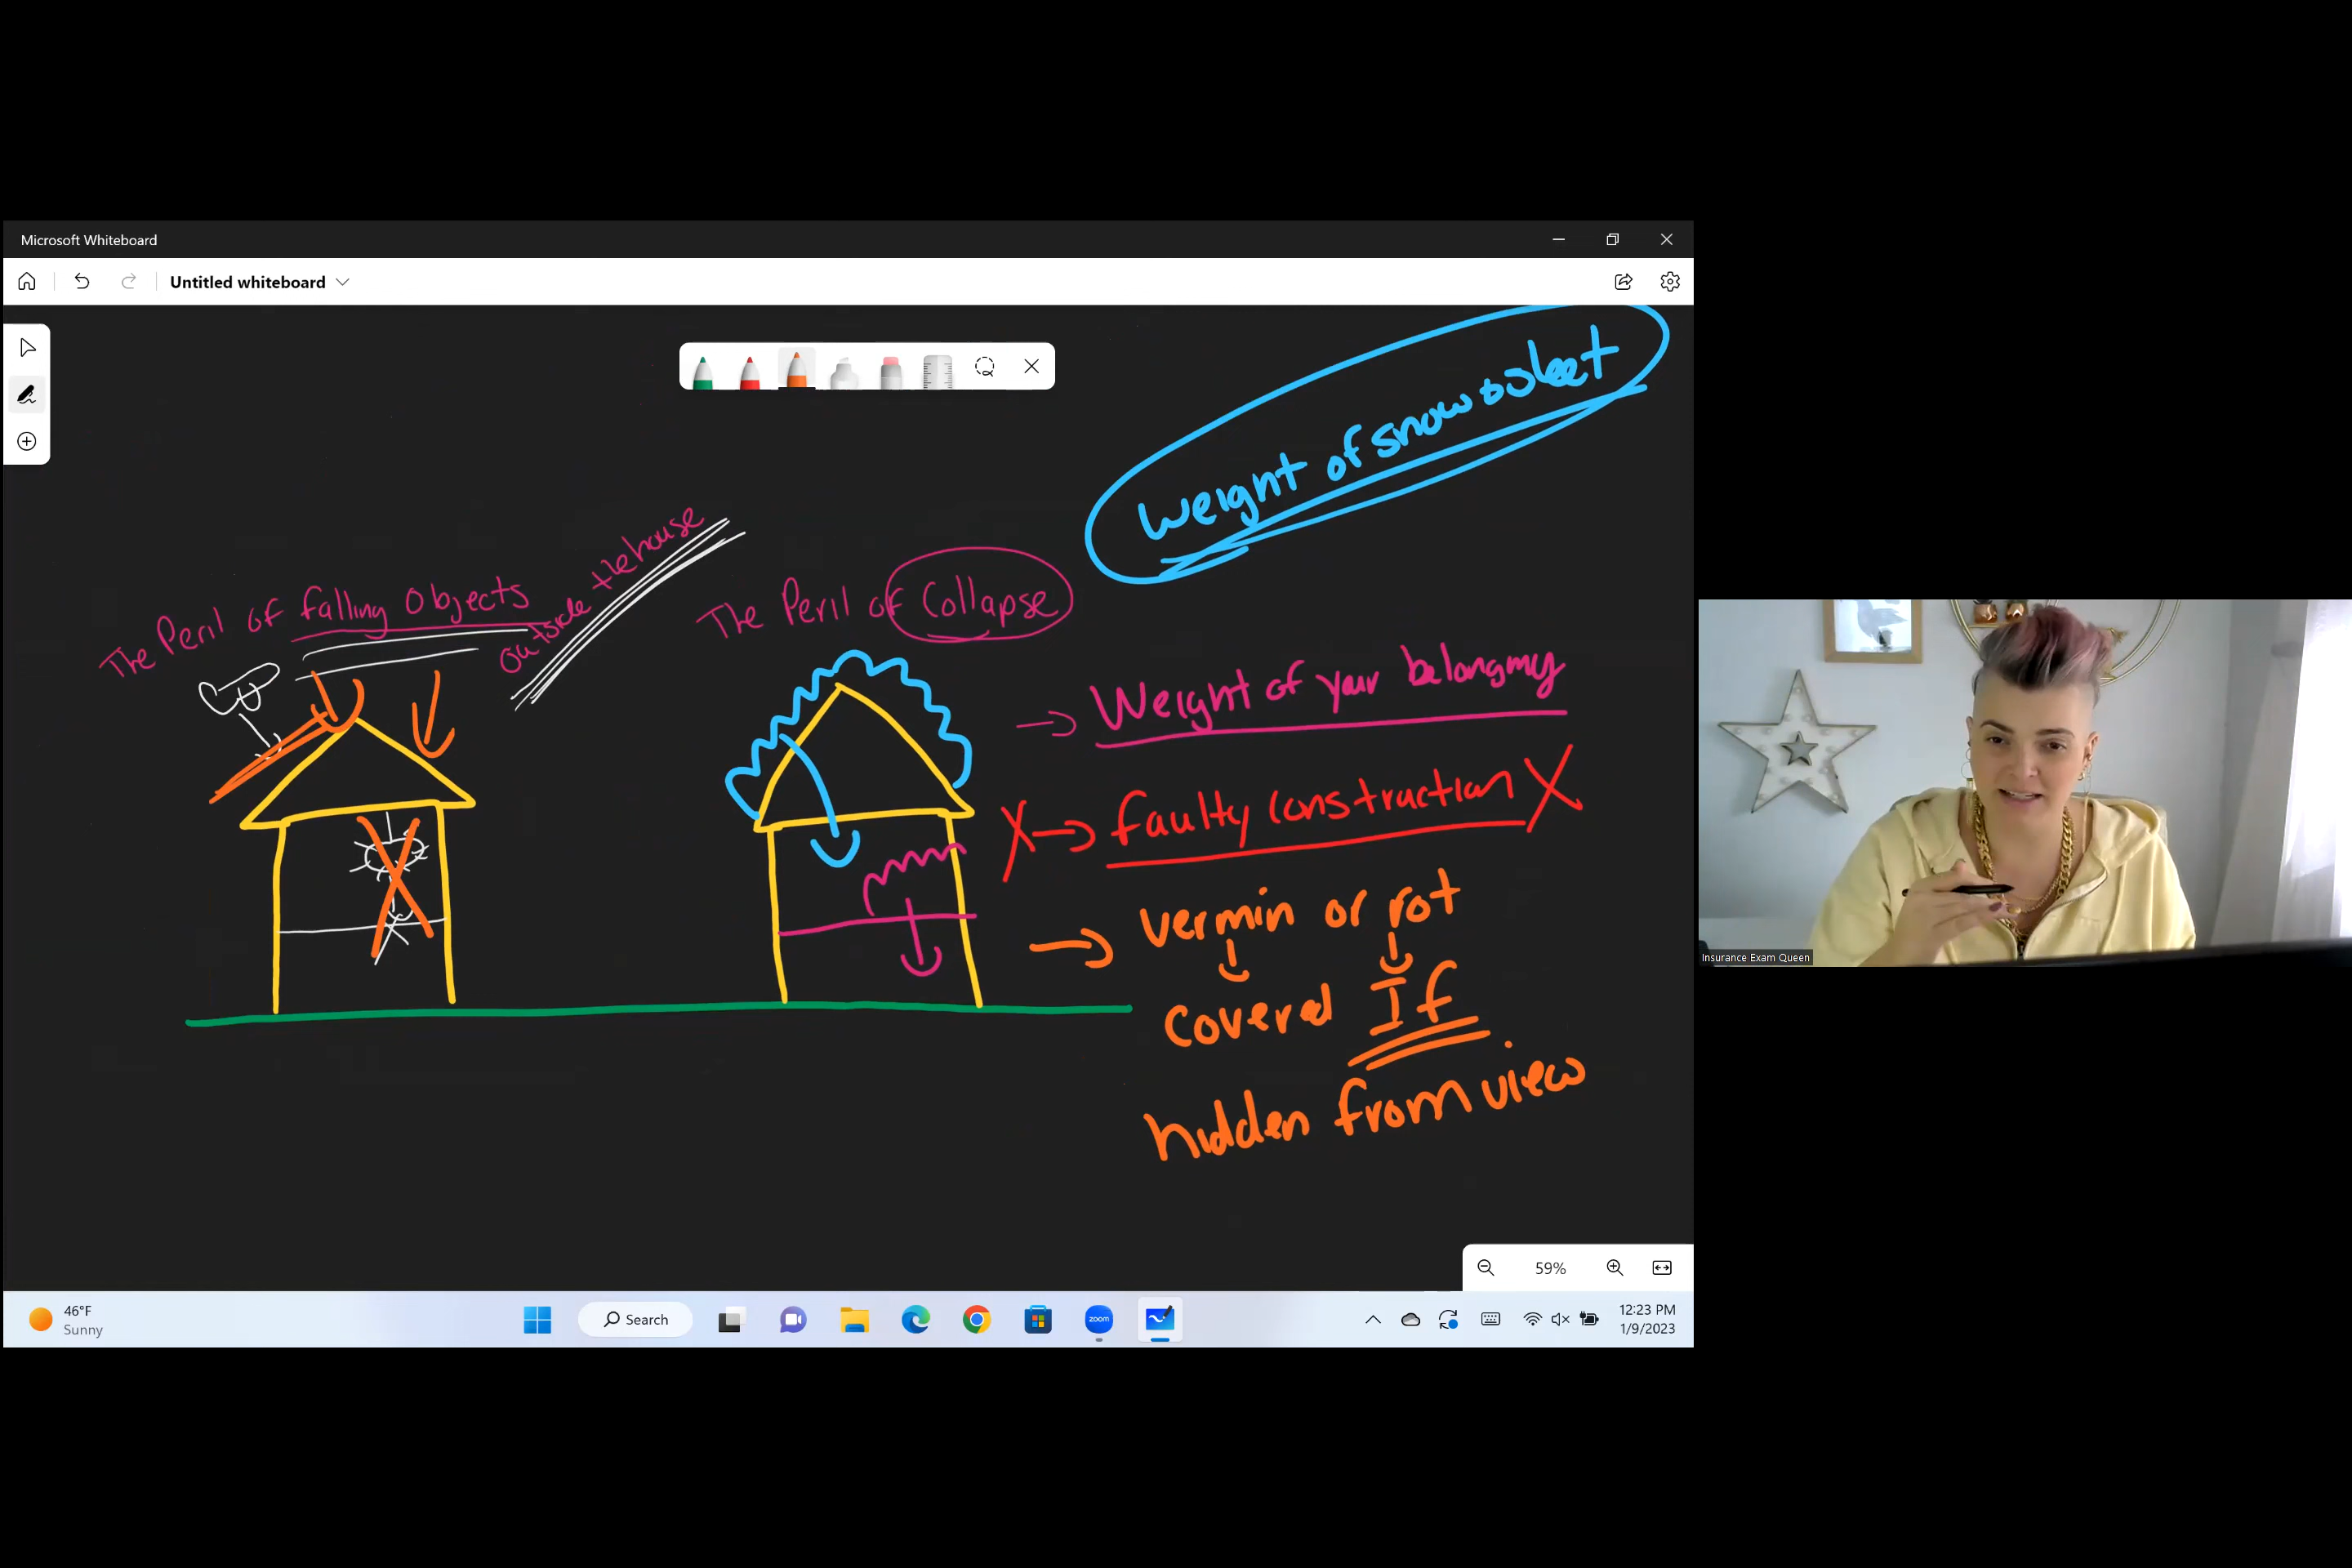 Microsoft Whiteboard
Untitled whiteboard
Weight of snow & sleet
The Peril of falling Objects
outside the house
The Peril of Collapse
Weight of your belongmy
X faulty construction X
vermin or rot
covered If
hidden from view
Insurance Exam Queen
59%
46°F
Sunny
Search
zoom
12:23 PM
1/9/2023